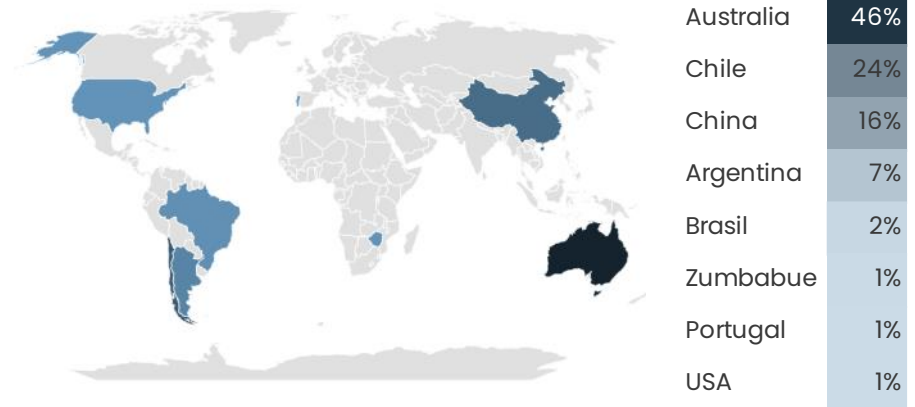 Australia 46%
Chile 24%
China 16%
Argentina 7%
Brasil 2%
Zumbabue 1%
Portugal 1%
USA 1%